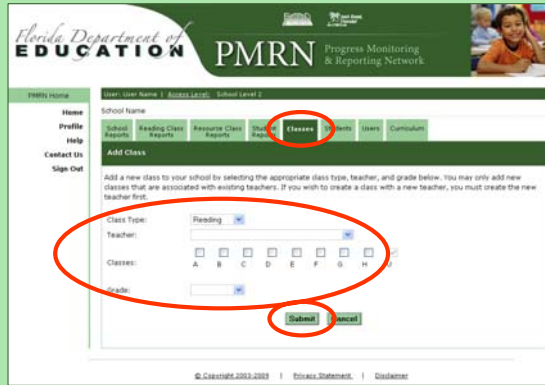 Florida Department of
EDUCATION
PMRN Progress Monitoring
& Reporting Network
PMRN Home
User: User Name | Access Level: School Level 2
Home
Profile
Help
Contact Us
Sign Out
School Name
School Reports
Reading Class Reports
Resource Class Reports
Student Reports
Classes
Students
Users
Curriculum
Add Class
Add a new class to your school by selecting the appropriate class type, teacher, and grade below. You may only add new
classes that are associated with existing teachers. If you wish to create a class with a new teacher, you must create the new
teacher first.
Class Type: Reading
Teacher:
Classes:
A B C D E F G H
Grade:
Submit Cancel
© Copyright 2003-2009 | Privacy Statement | Disclaimer